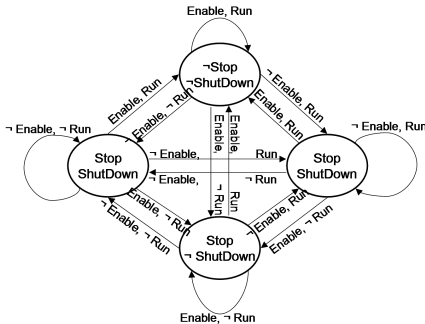 Enable, Run
¬Stop
¬ShutDown
Enable, Run
¬ Enable, Run
¬ Enable, ¬ Run
Enable, Run
Enable, ¬ Run
Enable, Run
¬ Enable, ¬ Run
¬ Enable, ¬ Run
Stop
ShutDown
¬ Enable, Run
¬ Enable, ¬ Run
Stop
ShutDown
Enable, ¬ Run
¬ Enable, Run
¬ Enable, ¬ Run
Enable, ¬ Run
Stop
¬ ShutDown
Enable, ¬ Run